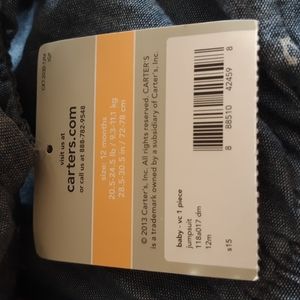 visit us at
carters.com
or call us at 888-782-9548
size: 12 months
20.5-24.5 lb / 9.3-11.1 kg
28.5-30.5 in / 72-78 cm
© 2013 Carter's, Inc. All rights reserved. CARTER'S
is a trademark owned by a subsidiary of Carter's, Inc.
8 88510 42459 8
baby - vc 1 piece
jumpsuit
118a017 dm
12m
s15